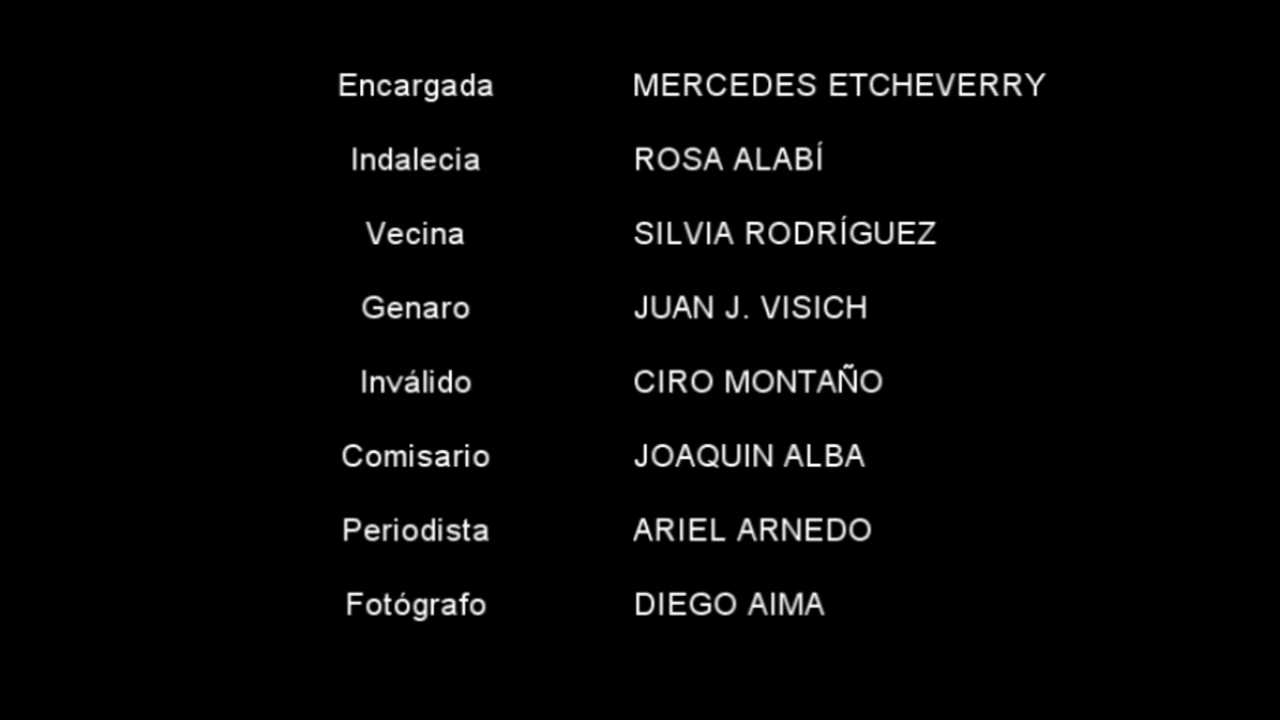 Encargada MERCEDES ETCHEVERRY
Indalecia ROSA ALABÍ
Vecina SILVIA RODRÍGUEZ
Genaro JUAN J. VISICH
Inválido CIRO MONTAÑO
Comisario JOAQUIN ALBA
Periodista ARIEL ARNEDO
Fotógrafo DIEGO AIMA